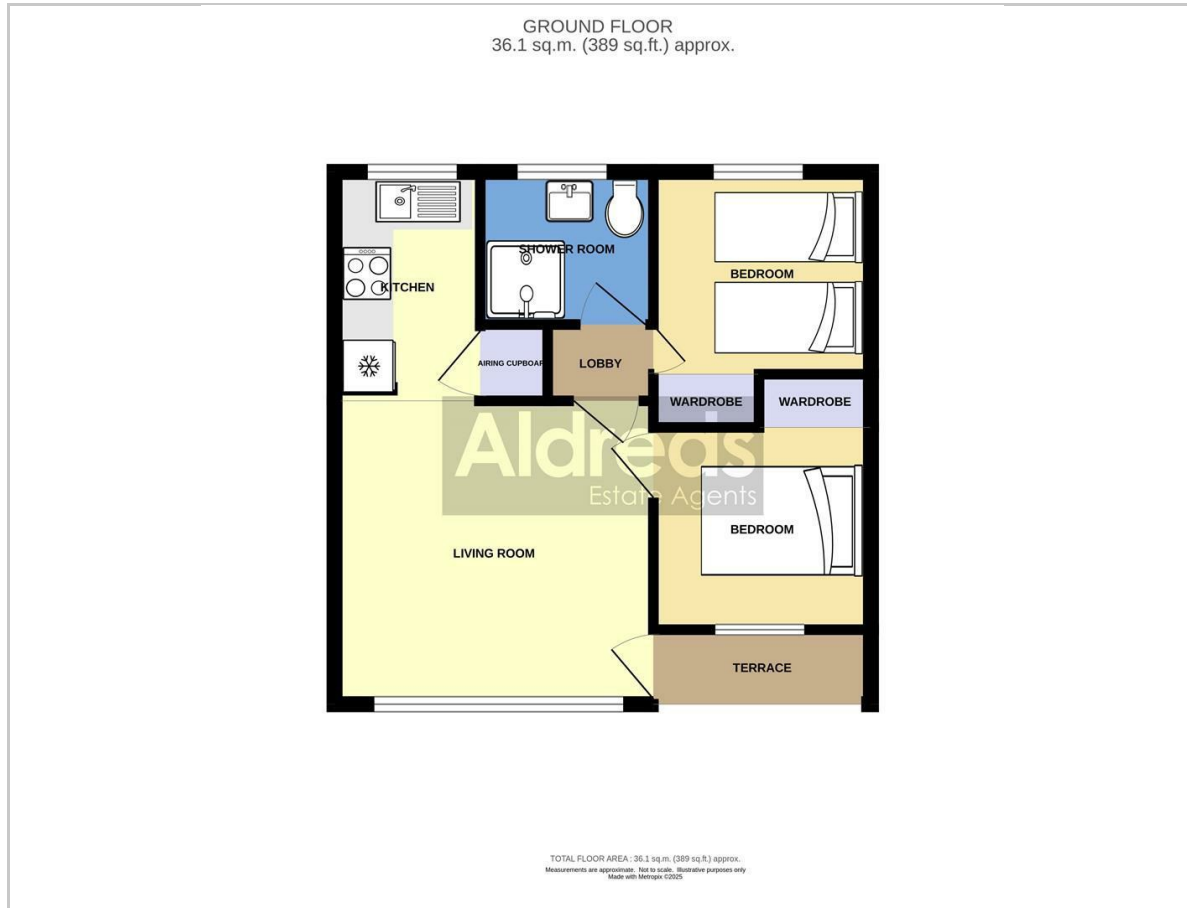 GROUND FLOOR
36.1 sq.m. (389 sq.ft.) approx.
SHOWER ROOM
BEDROOM
KITCHEN
AIRING CUPBOAR
LOBBY
WARDROBE
WARDROBE
Aldreds
Estate Agents
BEDROOM
LIVING ROOM
TERRACE
TOTAL FLOOR AREA : 36.1 sq.m. (389 sq.ft.) approx.
Measurements are approximate. Not to scale. Illustrative purposes only
Made with Metropix ©2025